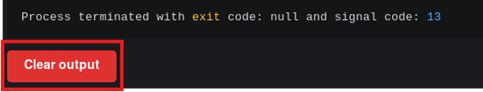 Process terminated with exit code: null and signal code: 13
Clear output